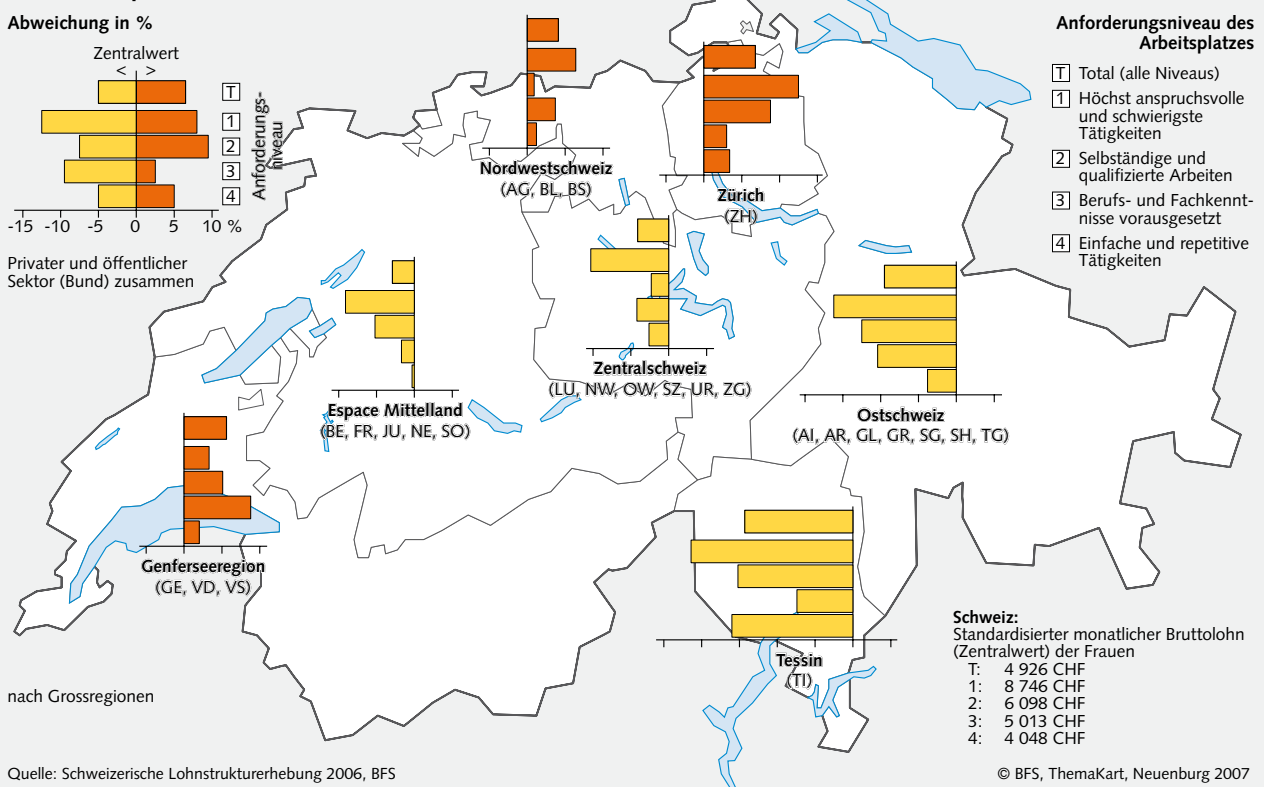 Abweichung in %
Zentralwert
< >
T
1
2
3
4
Anforderungs-
niveau
-15 -10 -5 0 5 10 %
Privater und öffentlicher
Sektor (Bund) zusammen
Anforderungsniveau des
Arbeitsplatzes
T Total (alle Niveaus)
1 Höchst anspruchsvolle
und schwierigste
Tätigkeiten
2 Selbständige und
qualifizierte Arbeiten
3 Berufs- und Fachkennt-
nisse vorausgesetzt
4 Einfache und repetitive
Tätigkeiten
Nordwestschweiz
(AG, BL, BS)
Zürich
(ZH)
Zentralschweiz
(LU, NW, OW, SZ, UR, ZG)
Espace Mittelland
(BE, FR, JU, NE, SO)
Ostschweiz
(AI, AR, GL, GR, SG, SH, TG)
Genferseeregion
(GE, VD, VS)
Tessin
(TI)
Schweiz:
Standardisierter monatlicher Bruttolohn
(Zentralwert) der Frauen
T: 4 926 CHF
1: 8 746 CHF
2: 6 098 CHF
3: 5 013 CHF
4: 4 048 CHF
nach Grossregionen
Quelle: Schweizerische Lohnstrukturerhebung 2006, BFS
© BFS, ThemaKart, Neuenburg 2007